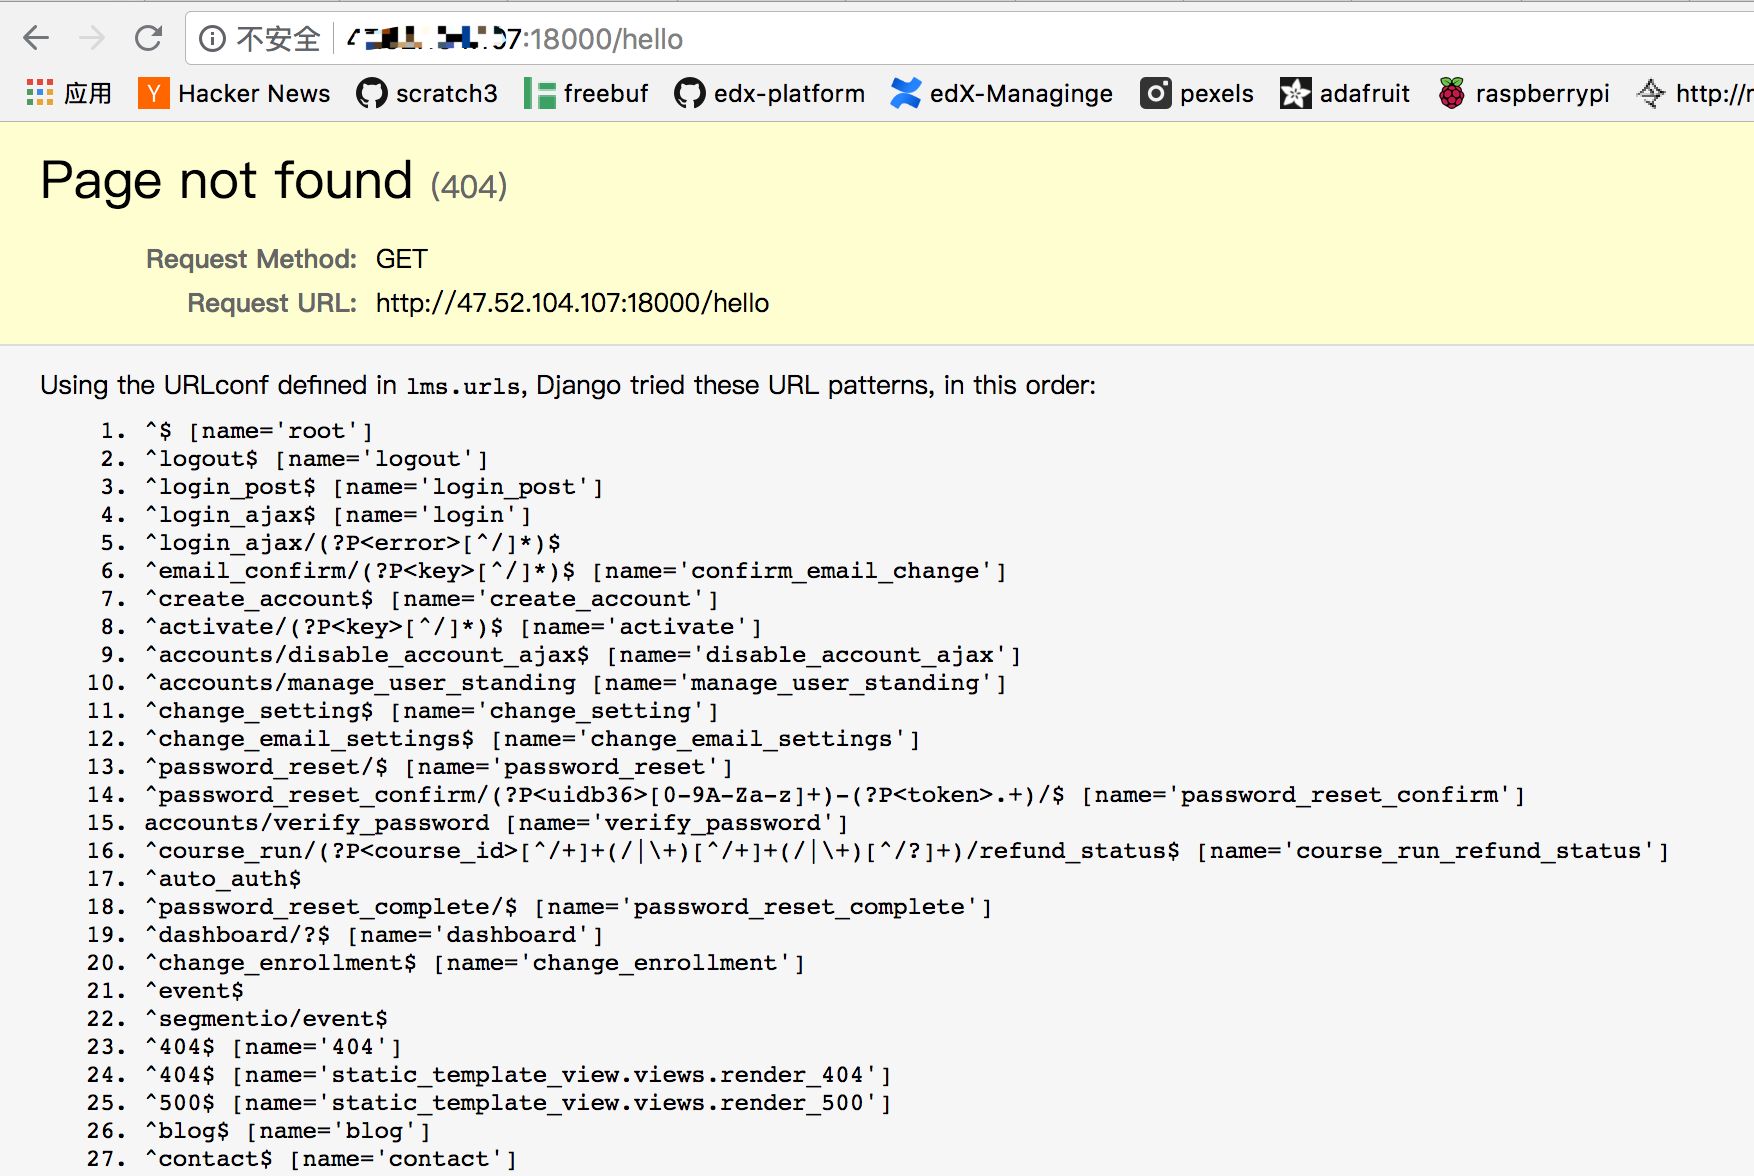 不安全 07:18000/hello
应用 Hacker News scratch3 freebuf edx-platform edX-Managinge pexels adafruit raspberrypi http://r
Page not found (404)
Request Method: GET
Request URL: http://47.52.104.107:18000/hello
Using the URLconf defined in lms.urls, Django tried these URL patterns, in this order:
1. ^$ [name='root']
2. ^logout$ [name='logout']
3. ^login_post$ [name='login_post']
4. ^login_ajax$ [name='login']
5. ^login_ajax/(?P<error>[^/]*)$
6. ^email_confirm/(?P<key>[^/]*)$ [name='confirm_email_change']
7. ^create_account$ [name='create_account']
8. ^activate/(?P<key>[^/]*)$ [name='activate']
9. ^accounts/disable_account_ajax$ [name='disable_account_ajax']
10. ^accounts/manage_user_standing [name='manage_user_standing']
11. ^change_setting$ [name='change_setting']
12. ^change_email_settings$ [name='change_email_settings']
13. ^password_reset/$ [name='password_reset']
14. ^password_reset_confirm/(?P<uidb36>[0-9A-Za-z]+)-(?P<token>.+)/$ [name='password_reset_confirm']
15. accounts/verify_password [name='verify_password']
16. ^course_run/(?P<course_id>[^/+]+(/|\+)[^/+]+(/|\+)[^/?]+)/refund_status$ [name='course_run_refund_status']
17. ^auto_auth$
18. ^password_reset_complete/$ [name='password_reset_complete']
19. ^dashboard/?$ [name='dashboard']
20. ^change_enrollment$ [name='change_enrollment']
21. ^event$
22. ^segmentio/event$
23. ^404$ [name='404']
24. ^404$ [name='static_template_view.views.render_404']
25. ^500$ [name='static_template_view.views.render_500']
26. ^blog$ [name='blog']
27. ^contact$ [name='contact']